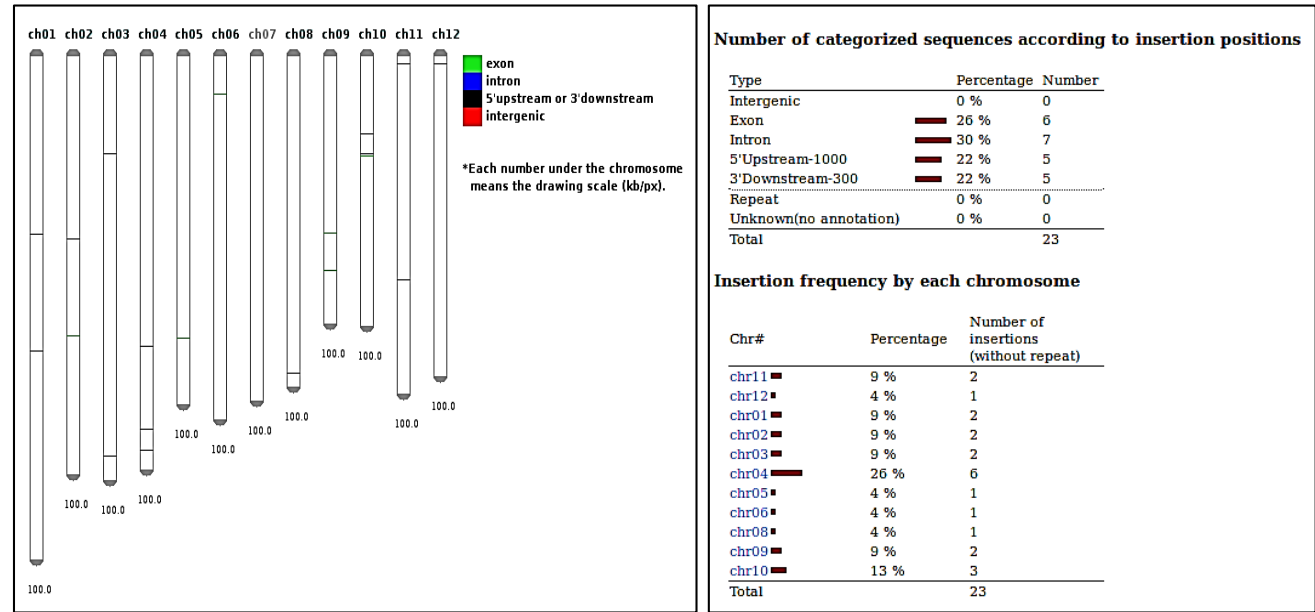 ch01 ch02 ch03 ch04 ch05 ch06 ch07 ch08 ch09 ch10 ch11 ch12
exon
intron
5'upstream or 3'downstream
intergenic
*Each number under the chromosome
means the drawing scale (kb/px).
100.0
100.0
100.0
100.0
100.0
100.0
100.0
100.0
100.0
100.0
100.0
100.0
Number of categorized sequences according to insertion positions
Type Percentage Number
Intergenic 0 % 0
Exon 26 % 6
Intron 30 % 7
5'Upstream-1000 22 % 5
3'Downstream-300 22 % 5
Repeat 0 % 0
Unknown(no annotation) 0 % 0
Total 23
Insertion frequency by each chromosome
Chr# Percentage Number of
insertions
(without repeat)
chr11 9 % 2
chr12 4 % 1
chr01 9 % 2
chr02 9 % 2
chr03 9 % 2
chr04 26 % 6
chr05 4 % 1
chr06 4 % 1
chr08 4 % 1
chr09 9 % 2
chr10 13 % 3
Total 23